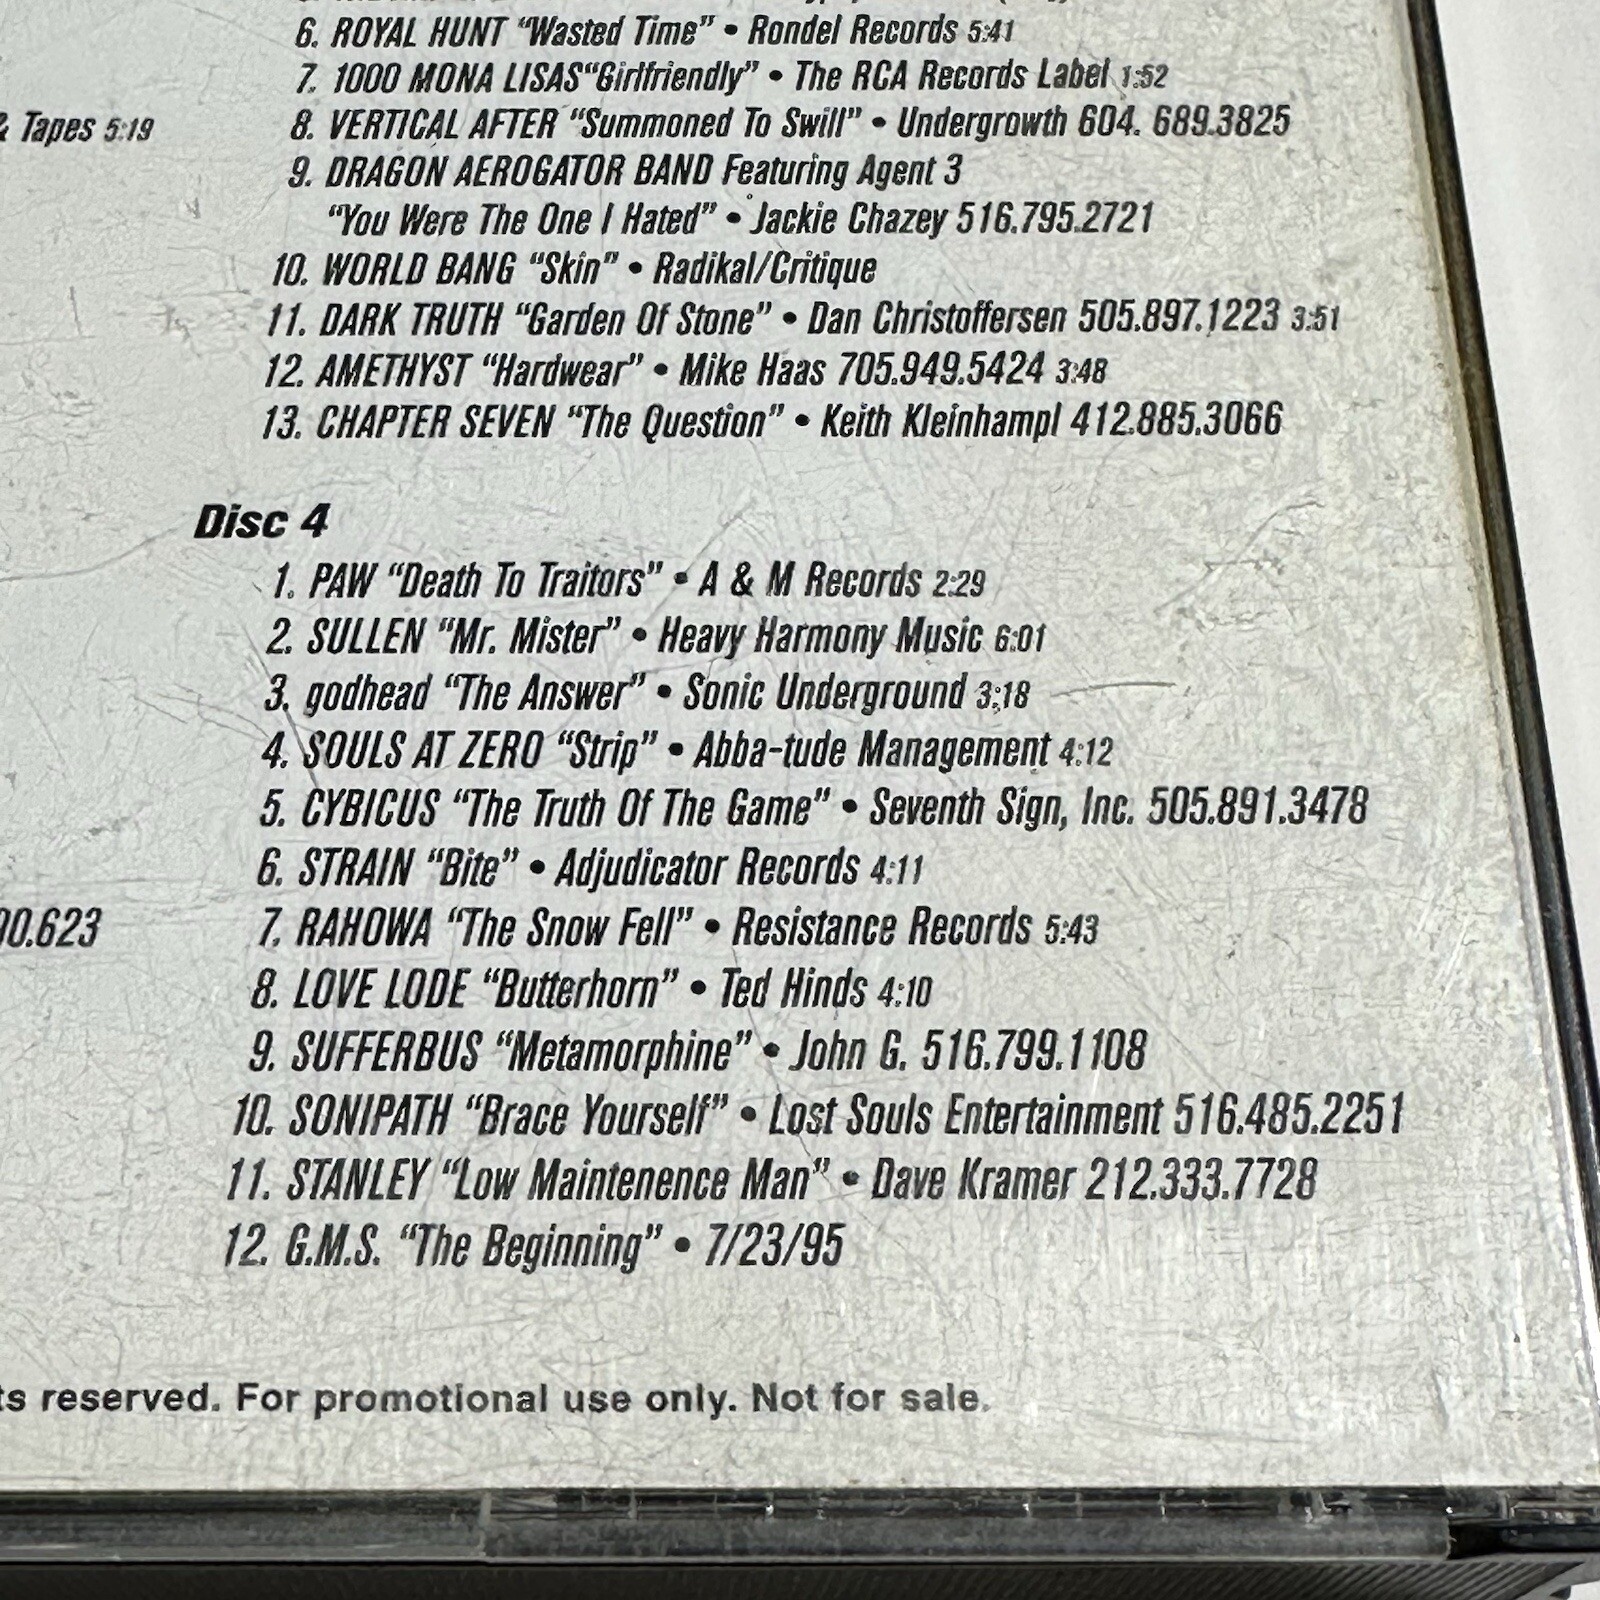 6. ROYAL HUNT “Wasted Time” • Rondel Records 5:41
7. 1000 MONA LISAS“Girlfriendly” • The RCA Records Label 1:52
& Tapes 5:19
8. VERTICAL AFTER “Summoned To Swill” • Undergrowth 604. 689.3825
9. DRAGON AEROGATOR BAND Featuring Agent 3
“You Were The One I Hated” • Jackie Chazey 516.795.2721
10. WORLD BANG “Skin” • Radikal/Critique
11. DARK TRUTH “Garden Of Stone” • Dan Christoffersen 505.897.1223 3:51
12. AMETHYST “Hardwear” • Mike Haas 705.949.5424 3:48
13. CHAPTER SEVEN “The Question” • Keith Kleinhampl 412.885.3066
Disc 4
1. PAW “Death To Traitors” • A & M Records 2:29
2. SULLEN “Mr. Mister” • Heavy Harmony Music 6:01
3. godhead “The Answer” • Sonic Underground 3:18
4. SOULS AT ZERO “Strip” • Abba-tude Management 4:12
5. CYBICUS “The Truth Of The Game” • Seventh Sign, Inc. 505.891.3478
6. STRAIN “Bite” • Adjudicator Records 4:11
00.623
7. RAHOWA “The Snow Fell” • Resistance Records 5:43
8. LOVE LODE “Butterhorn” • Ted Hinds 4:10
9. SUFFERBUS “Metamorphine” • John G. 516.799.1108
10. SONIPATH “Brace Yourself” • Lost Souls Entertainment 516.485.2251
11. STANLEY “Low Maintenence Man” • Dave Kramer 212.333.7728
12. G.M.S. “The Beginning” • 7/23/95
ts reserved. For promotional use only. Not for sale.